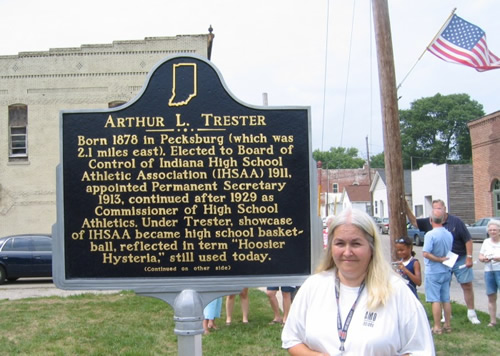 ARTHUR L. TRESTER
Born 1878 in Pecksburg (which was
2.1 miles east). Elected to Board of
Control of Indiana High School
Athletic Association (IHSAA) 1911,
appointed Permanent Secretary
1913, continued after 1929 as
Commissioner of High School
Athletics. Under Trester, showcase
of IHSAA became high school basket-
ball, reflected in term "Hoosier
Hysteria," still used today.
(Continued on other side)